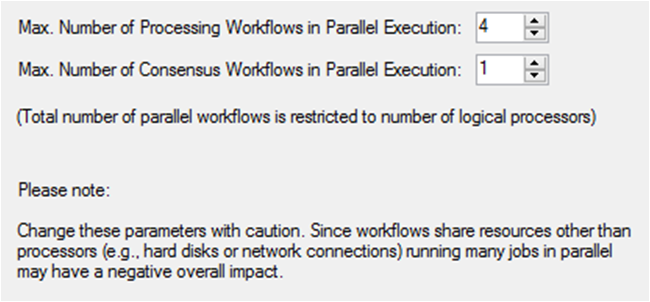 Max. Number of Processing Workflows in Parallel Execution: 4
Max. Number of Consensus Workflows in Parallel Execution: 1
(Total number of parallel workflows is restricted to number of logical processors)
Please note:
Change these parameters with caution. Since workflows share resources other than
processors (e.g., hard disks or network connections) running many jobs in parallel
may have a negative overall impact.